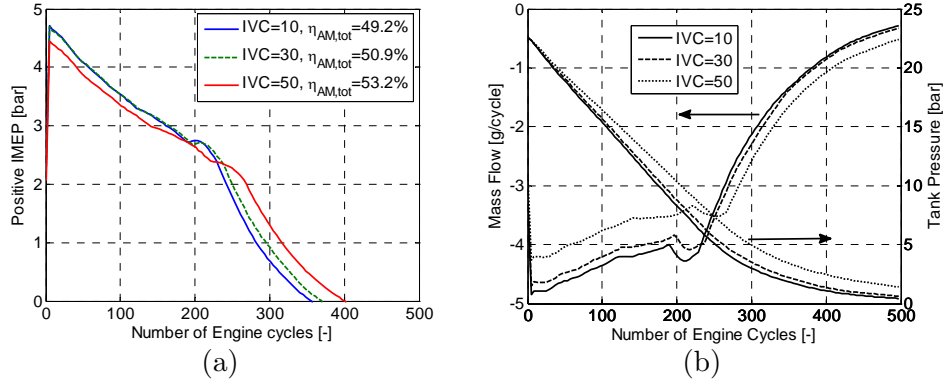 5
4
3
2
1
0
Positive IMEP [bar]
IVC=10, η_AM,tot=49.2%
IVC=30, η_AM,tot=50.9%
IVC=50, η_AM,tot=53.2%
0 100 200 300 400 500
Number of Engine cycles [-]
(a)
0
-1
-2
-3
-4
-5
Mass Flow [g/cycle]
IVC=10
IVC=30
IVC=50
25
20
15
10
5
0
Tank Pressure [bar]
0 100 200 300 400 500
Number of Engine Cycles [-]
(b)